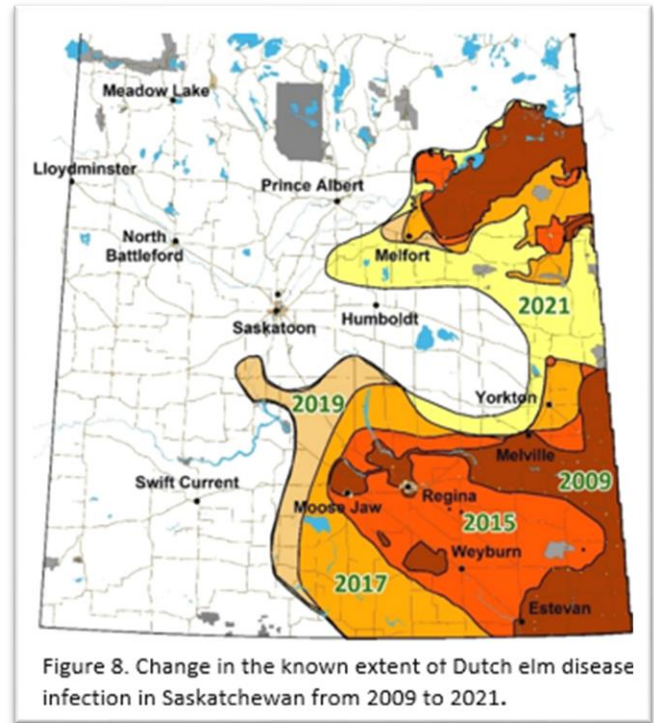 Meadow Lake
Lloydminster
Prince Albert
North
Battleford
Melfort
2021
Saskatoon
Humboldt
2019
Yorkton
Melville
Swift Current
2009
Moose Jaw
Regina
2015
Weyburn
2017
Estevan
Figure 8. Change in the known extent of Dutch elm disease
infection in Saskatchewan from 2009 to 2021.